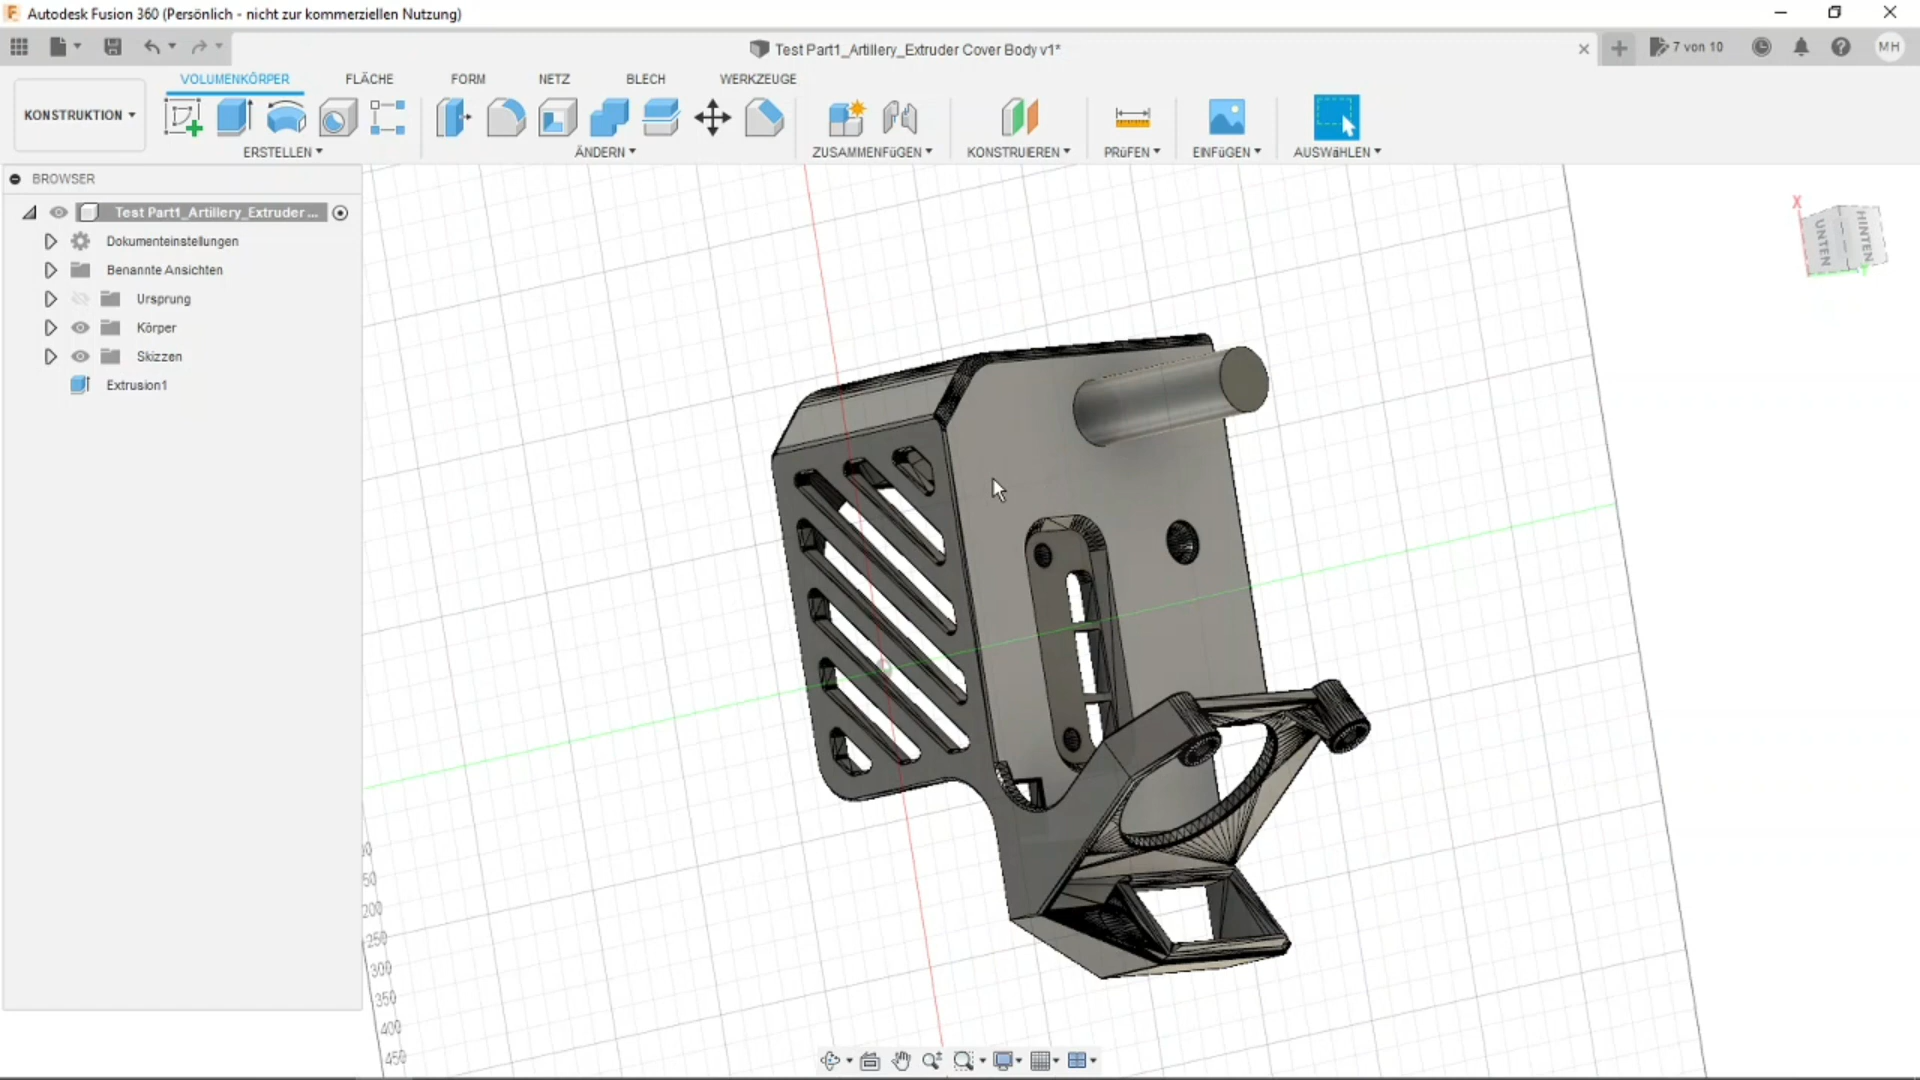 Autodesk Fusion 360 (Persönlich - nicht zur kommerziellen Nutzung)
Test Part1_Artillery_Extruder Cover Body v1*
7 von 10
MH
VOLUMENKÖRPER FLÄCHE FORM NETZ BLECH WERKZEUGE
KONSTRUKTION
ERSTELLEN ÄNDERN ZUSAMMENFÜGEN KONSTRUIEREN PRÜFEN EINFÜGEN AUSWÄHLEN
BROWSER
Test Part1_Artillery_Extruder ...
Dokumenteinstellungen
Benannte Ansichten
Ursprung
Körper
Skizzen
Extrusion1
X
UNTEN
HINTEN
200
250
300
350
400
450